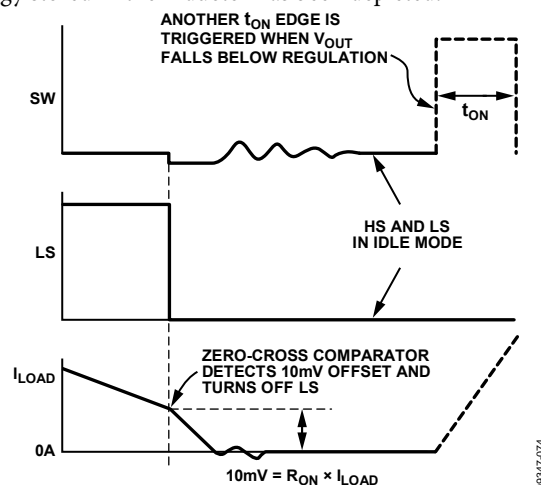 ANOTHER tON EDGE IS
TRIGGERED WHEN VOUT
FALLS BELOW REGULATION
SW
tON
HS AND LS
IN IDLE MODE
LS
ZERO-CROSS COMPARATOR
DETECTS 10mV OFFSET AND
TURNS OFF LS
ILOAD
0A
10mV = RON × ILOAD